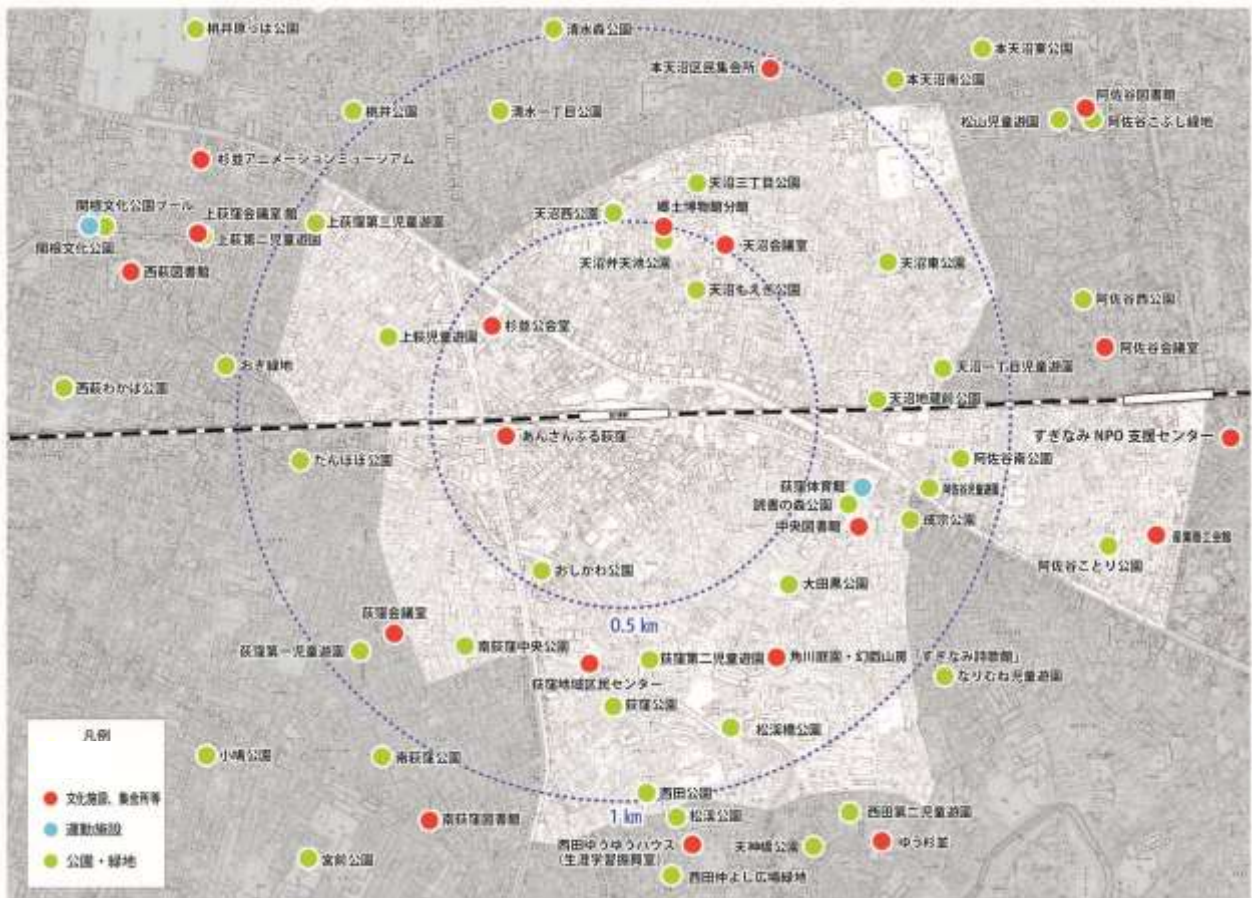 桃井原っぱ公園
清水森公園
本天沼区民集会所
本天沼東公園
本天沼南公園
阿佐谷図書館
松山児童遊園
阿佐谷こぶし緑地
桃井公園
清水一丁目公園
杉並アニメーションミュージアム
天沼三丁目公園
関根文化公園プール
上荻窪会議室館
上荻窪第三児童遊園
天沼西公園
郷土博物館分館
関根文化公園
上荻第二児童遊園
天沼会議室
西荻図書館
天沼弁天池公園
天沼東公園
天沼もえぎ公園
阿佐谷西公園
杉並公会堂
上荻児童遊園
阿佐谷会議室
おぎ緑地
天沼一丁目児童遊園
西荻わかば公園
天沼地蔵前公園
あんさんぶる荻窪
すぎなみ NPO 支援センター
たんぽぽ公園
阿佐谷南公園
荻窪体育館
阿佐谷児童遊園
読書の森公園
中央図書館
成宗公園
産業商工会館
阿佐谷ことり公園
おしかわ公園
大田黒公園
荻窪会議室
0.5 km
荻窪第一児童遊園
南荻窪中央公園
荻窪第二児童遊園
角川庭園・幻戯山房「すぎなみ詩歌館」
荻窪地域区民センター
なりむね児童遊園
荻窪公園
松渓橋公園
凡例
小鳩公園
南荻窪公園
文化施設、集会所等
西田公園
1 km
南荻窪図書館
松渓公園
西田第二児童遊園
運動施設
西田ゆうゆうハウス
(生涯学習振興室)
天神橋公園
ゆう杉並
公園・緑地
宮前公園
西田仲よし広場緑地